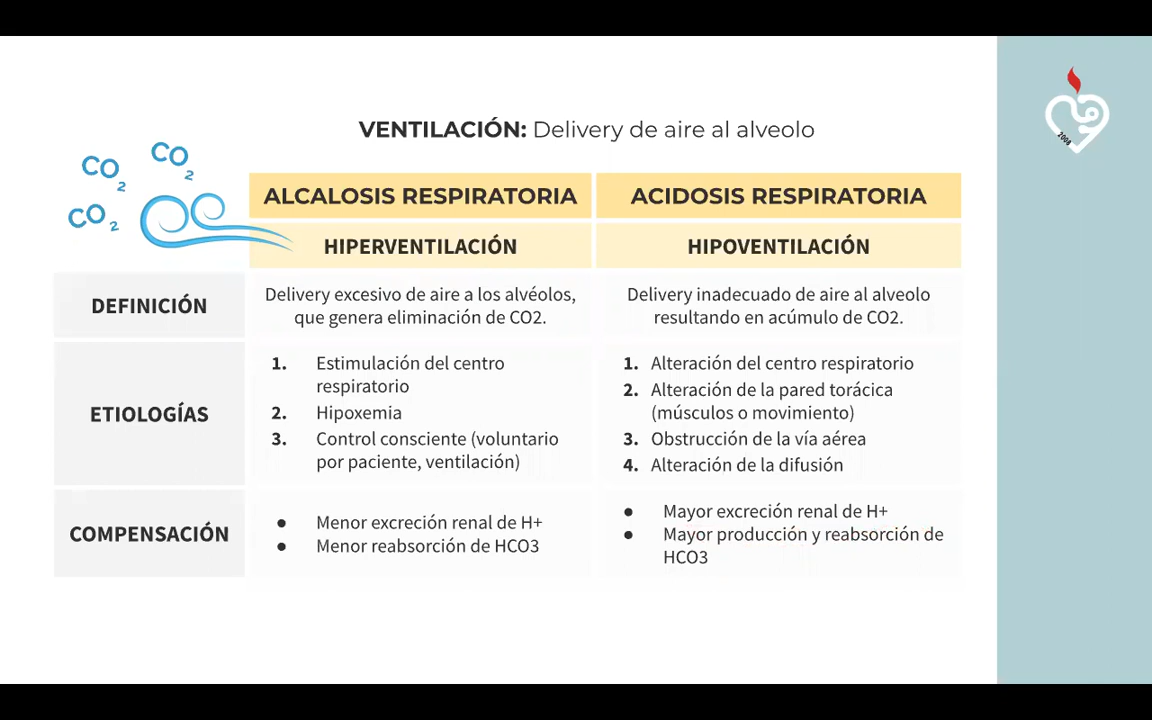 VENTILACIÓN: Delivery de aire al alveolo
CO2
CO2
CO2
2008
ALCALOSIS RESPIRATORIA
ACIDOSIS RESPIRATORIA
HIPERVENTILACIÓN
HIPOVENTILACIÓN
DEFINICIÓN
Delivery excesivo de aire a los alvéolos,
que genera eliminación de CO2.
Delivery inadecuado de aire al alveolo
resultando en acúmulo de CO2.
ETIOLOGÍAS
1. Estimulación del centro
respiratorio
2. Hipoxemia
3. Control consciente (voluntario
por paciente, ventilación)
1. Alteración del centro respiratorio
2. Alteración de la pared torácica
(músculos o movimiento)
3. Obstrucción de la vía aérea
4. Alteración de la difusión
COMPENSACIÓN
● Menor excreción renal de H+
● Menor reabsorción de HCO3
● Mayor excreción renal de H+
● Mayor producción y reabsorción de
HCO3